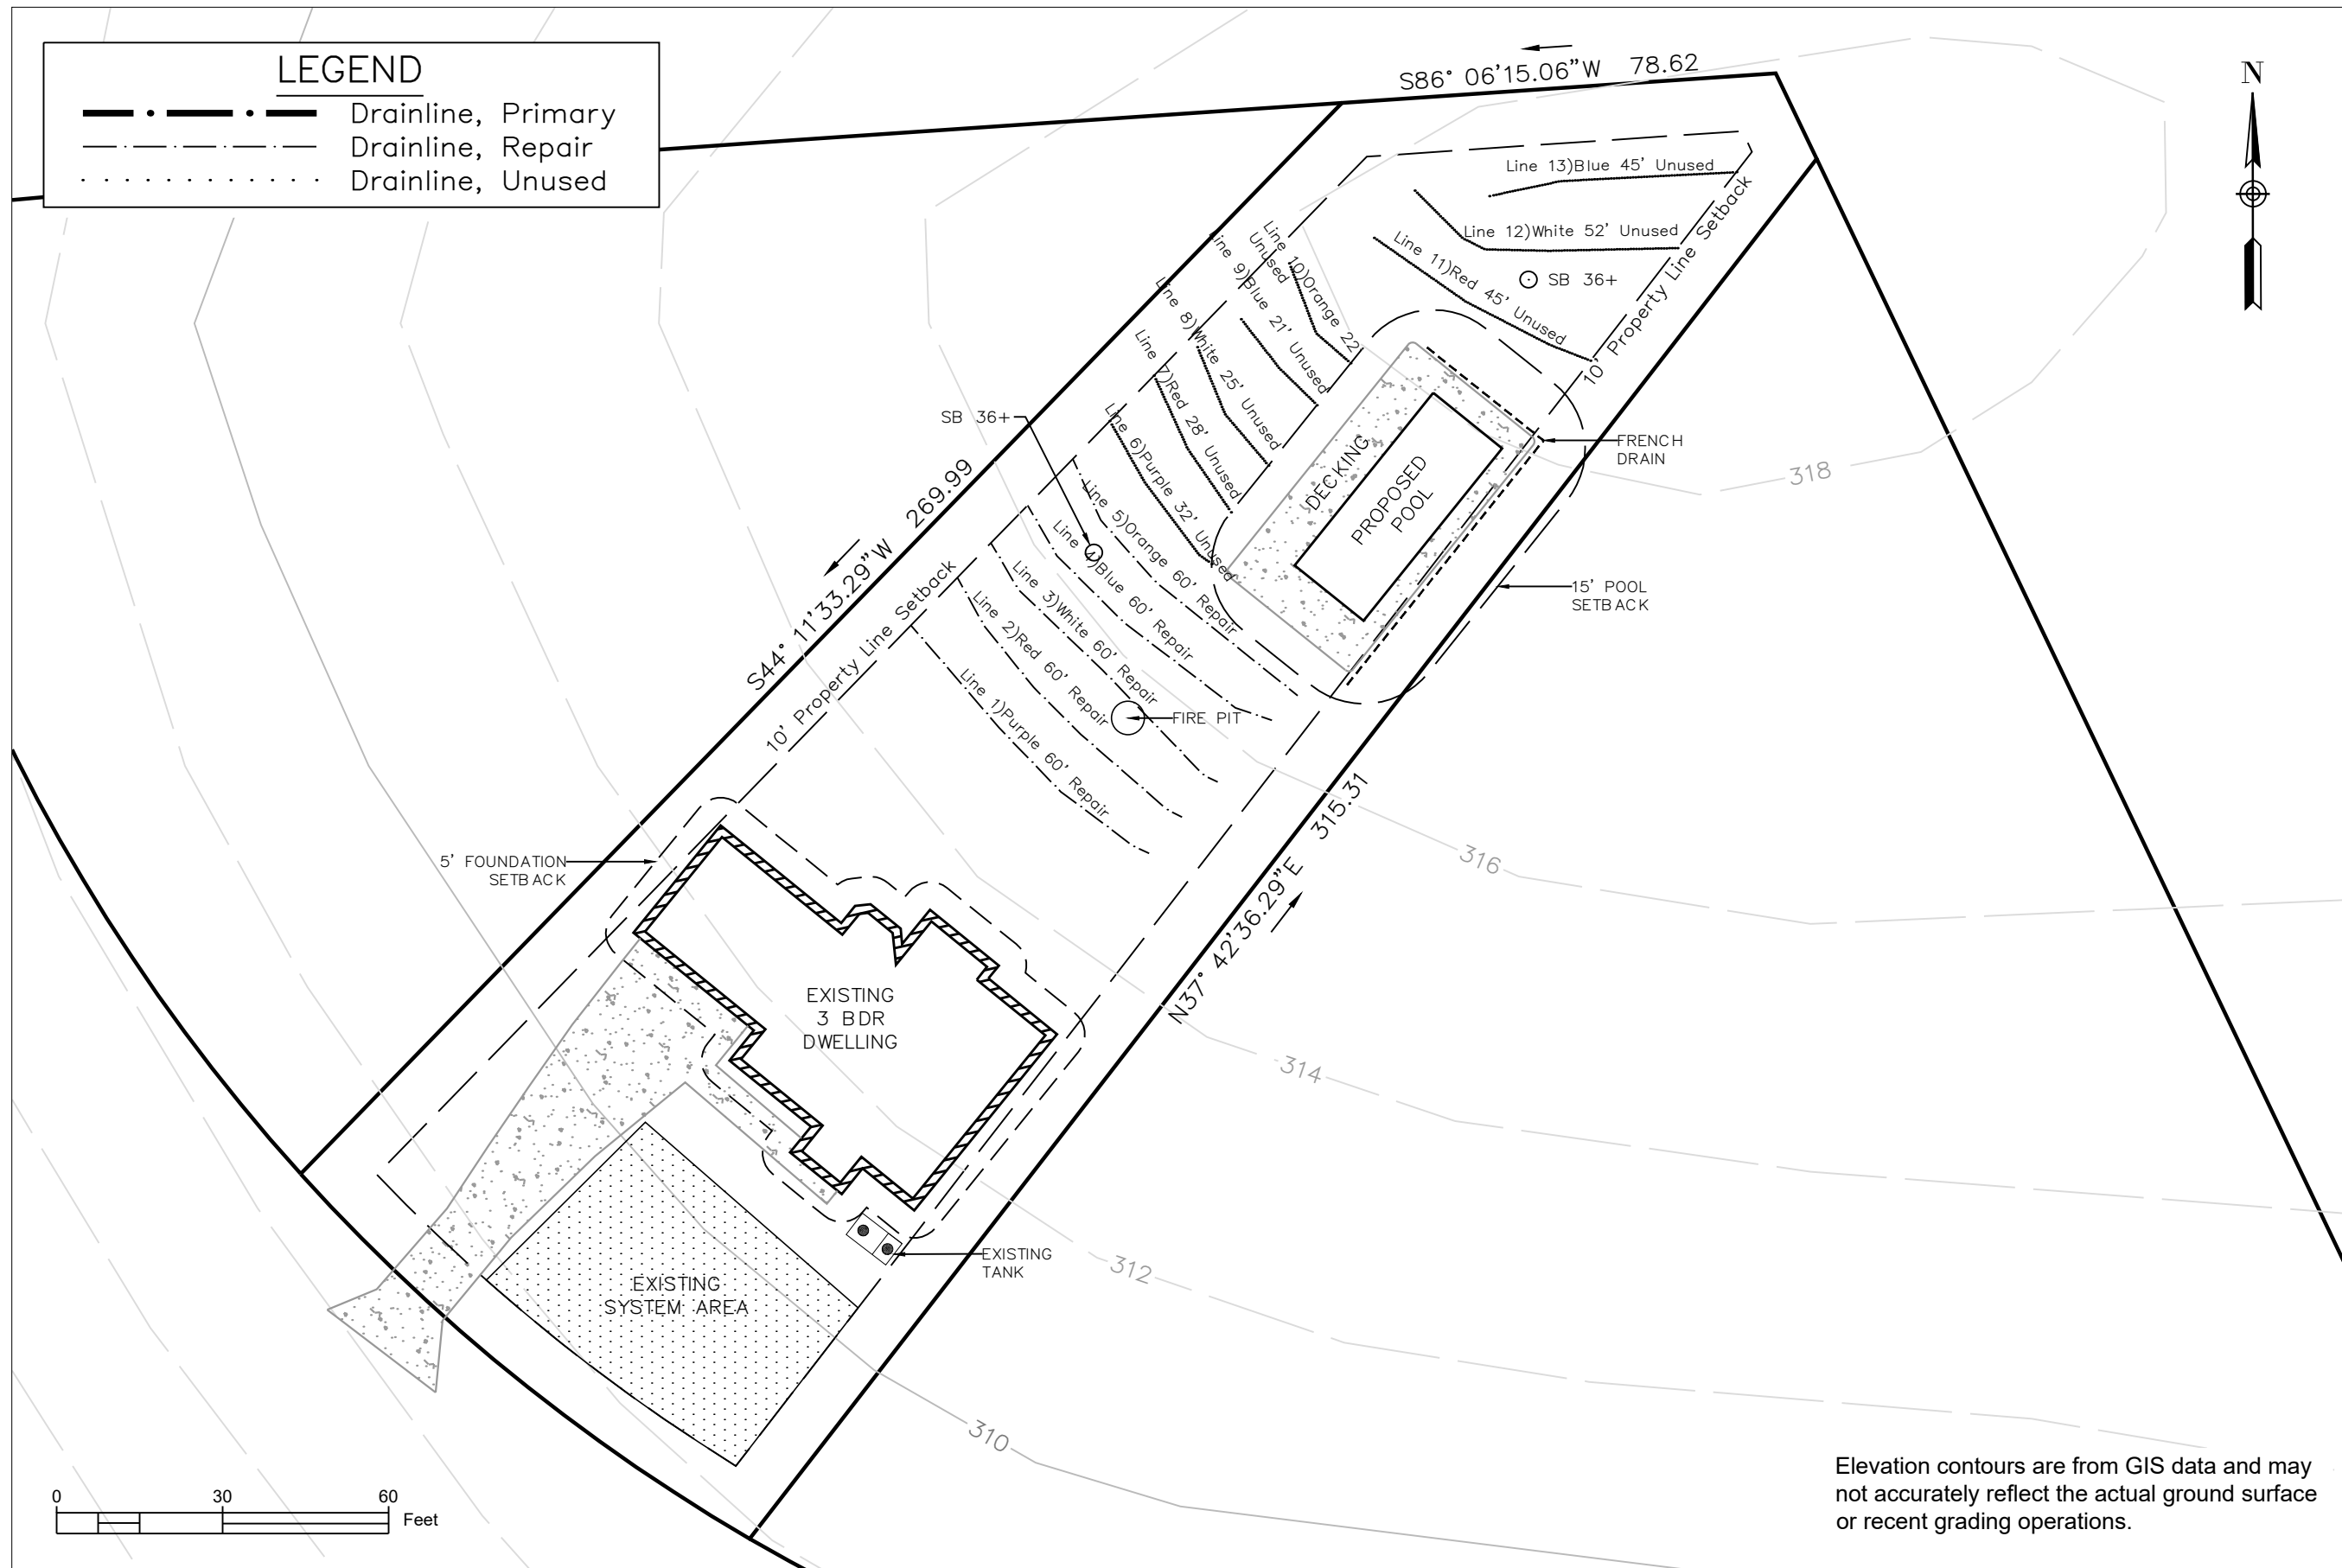 LEGEND
Drainline, Primary
Drainline, Repair
Drainline, Unused
S86° 06'15.06"W 78.62
N
Line 13)Blue 45' Unused
Line 12)White 52' Unused
Line 11)Red 45' Unused
SB 36+
10' Property Line Setback
Line 10)Orange 22'
Unused
Line 9)Blue 21' Unused
Line 8)White 25' Unused
Line 7)Red 28' Unused
Line 6)Purple 32' Unused
SB 36+
Line 5)Orange 60' Repair
Line 4)Blue 60' Repair
Line 3)White 60' Repair
Line 2)Red 60' Repair
Line 1)Purple 60' Repair
DECKING
PROPOSED
POOL
FRENCH
DRAIN
318
15' POOL
SETBACK
S44° 11'33.29"W 269.99
10' Property Line Setback
FIRE PIT
N37° 42'36.29"E 315.31
316
5' FOUNDATION
SETBACK
EXISTING
3 BDR
DWELLING
314
EXISTING
TANK
312
EXISTING
SYSTEM AREA
310
0 30 60
Feet
Elevation contours are from GIS data and may
not accurately reflect the actual ground surface
or recent grading operations.